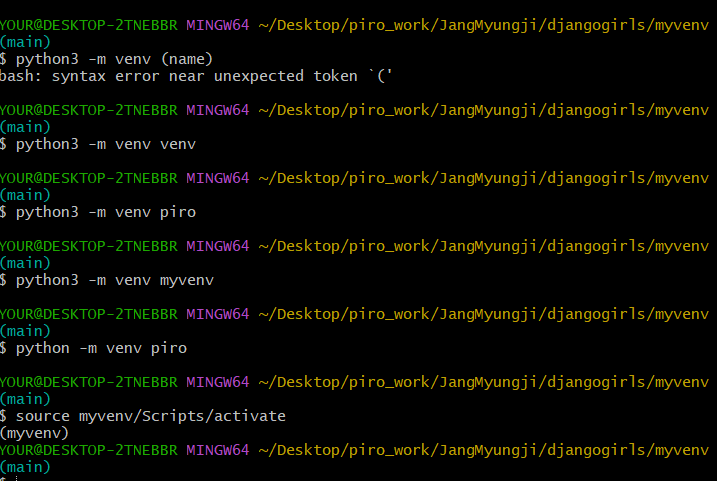 YOUR@DESKTOP-2TNEBBR MINGW64 ~/Desktop/piro_work/JangMyungji/djangogirls/myvenv
(main)
$ python3 -m venv (name)
bash: syntax error near unexpected token `('
YOUR@DESKTOP-2TNEBBR MINGW64 ~/Desktop/piro_work/JangMyungji/djangogirls/myvenv
(main)
$ python3 -m venv venv
YOUR@DESKTOP-2TNEBBR MINGW64 ~/Desktop/piro_work/JangMyungji/djangogirls/myvenv
(main)
$ python3 -m venv piro
YOUR@DESKTOP-2TNEBBR MINGW64 ~/Desktop/piro_work/JangMyungji/djangogirls/myvenv
(main)
$ python3 -m venv myvenv
YOUR@DESKTOP-2TNEBBR MINGW64 ~/Desktop/piro_work/JangMyungji/djangogirls/myvenv
(main)
$ python -m venv piro
YOUR@DESKTOP-2TNEBBR MINGW64 ~/Desktop/piro_work/JangMyungji/djangogirls/myvenv
(main)
$ source myvenv/Scripts/activate
(myvenv)
YOUR@DESKTOP-2TNEBBR MINGW64 ~/Desktop/piro_work/JangMyungji/djangogirls/myvenv
(main)
$